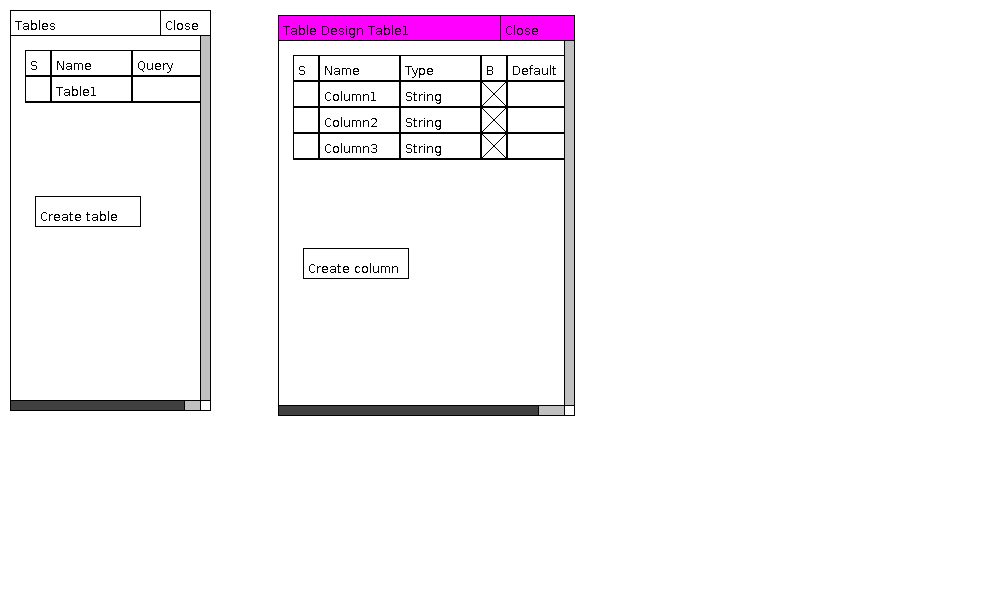 Tables Close
S Name Query
Table1
Create table
Table Design Table1 Close
S Name Type B Default
Column1 String
Column2 String
Column3 String
Create column